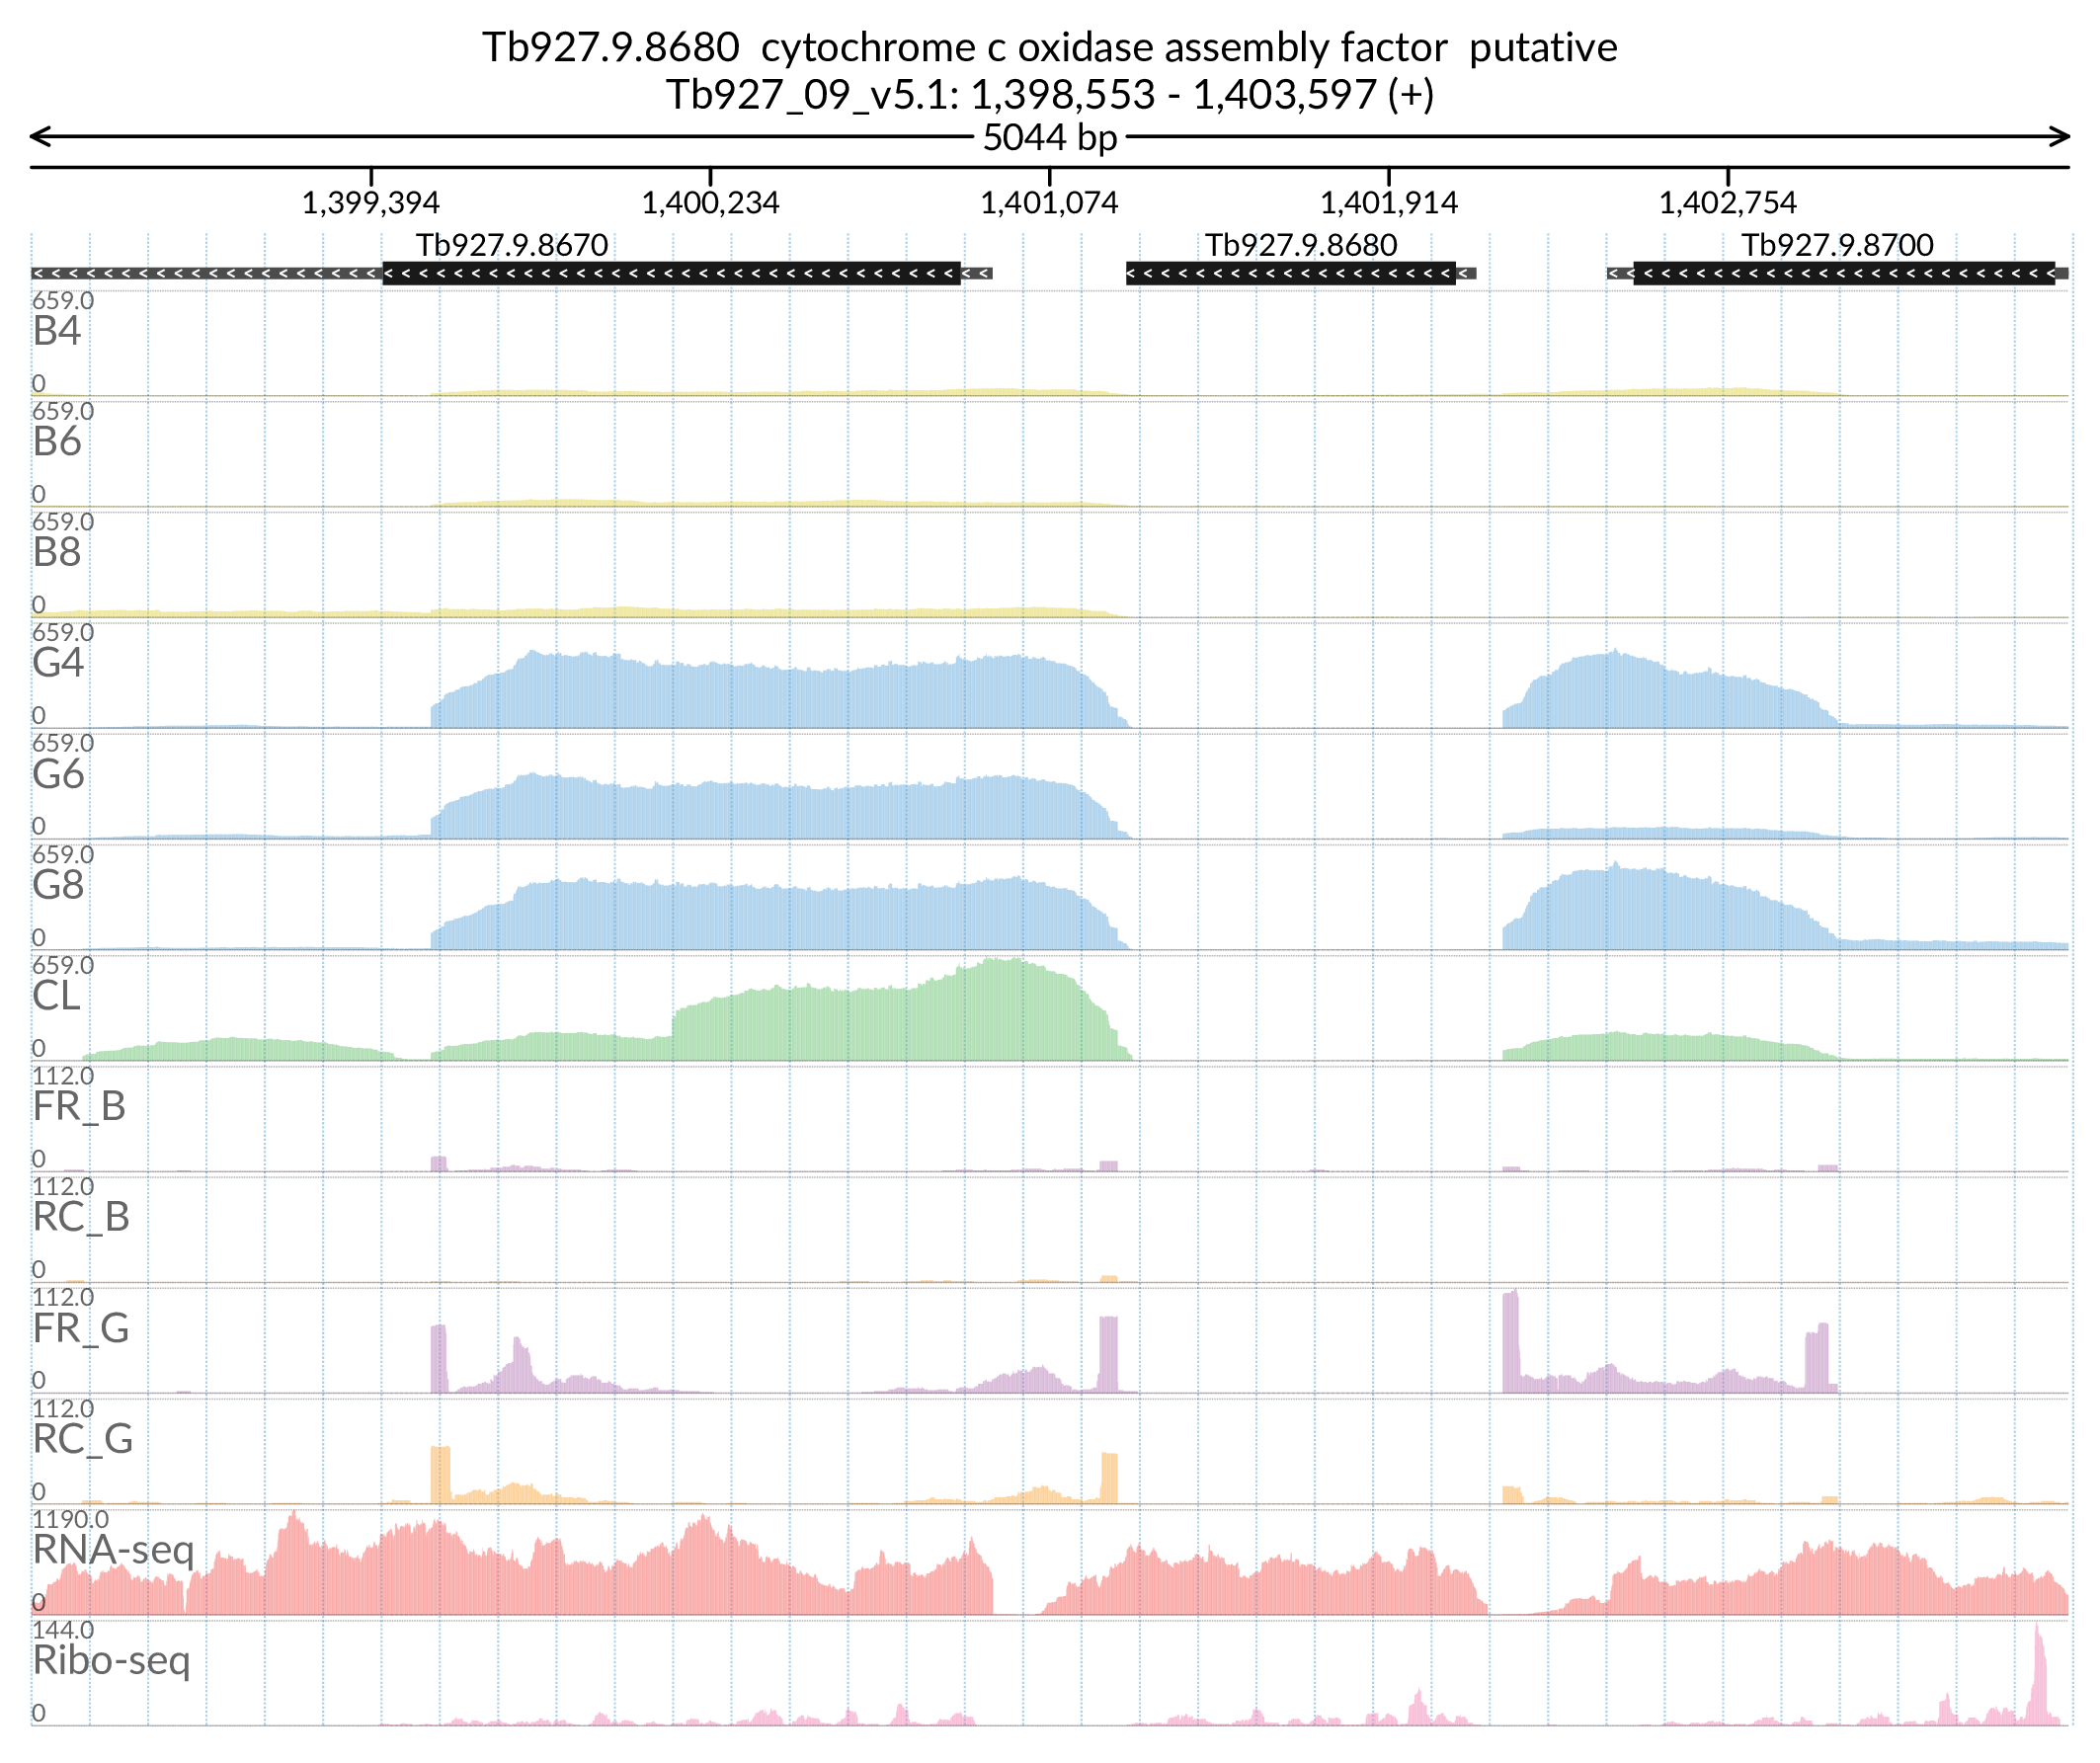 Tb927.9.8680  cytochrome c oxidase assembly factor  putative
Tb927_09_v5.1: 1,398,553 - 1,403,597 (+)
5044 bp
1,399,394 1,400,234 1,401,074 1,401,914 1,402,754
Tb927.9.8670 Tb927.9.8680 Tb927.9.8700
659.0
B4
0
659.0
B6
0
659.0
B8
0
659.0
G4
0
659.0
G6
0
659.0
G8
0
659.0
CL
0
112.0
FR_B
0
112.0
RC_B
0
112.0
FR_G
0
112.0
RC_G
0
1190.0
RNA-seq
0
144.0
Ribo-seq
0